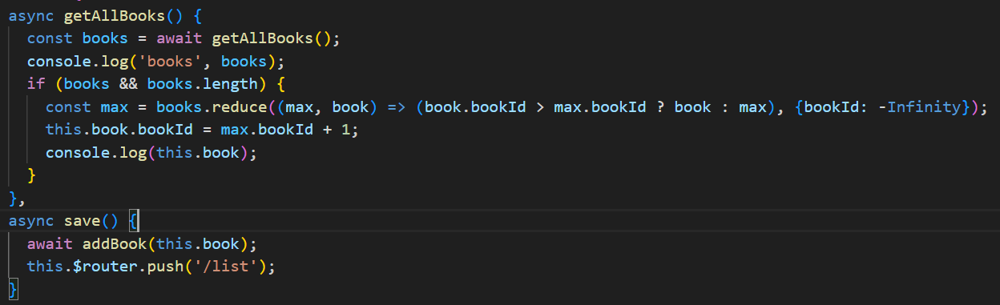 async getAllBooks() {
  const books = await getAllBooks();
  console.log('books', books);
  if (books && books.length) {
    const max = books.reduce((max, book) => (book.bookId > max.bookId ? book : max), {bookId: -Infinity});
    this.book.bookId = max.bookId + 1;
    console.log(this.book);
  }
},
async save() {
  await addBook(this.book);
  this.$router.push('/list');
}